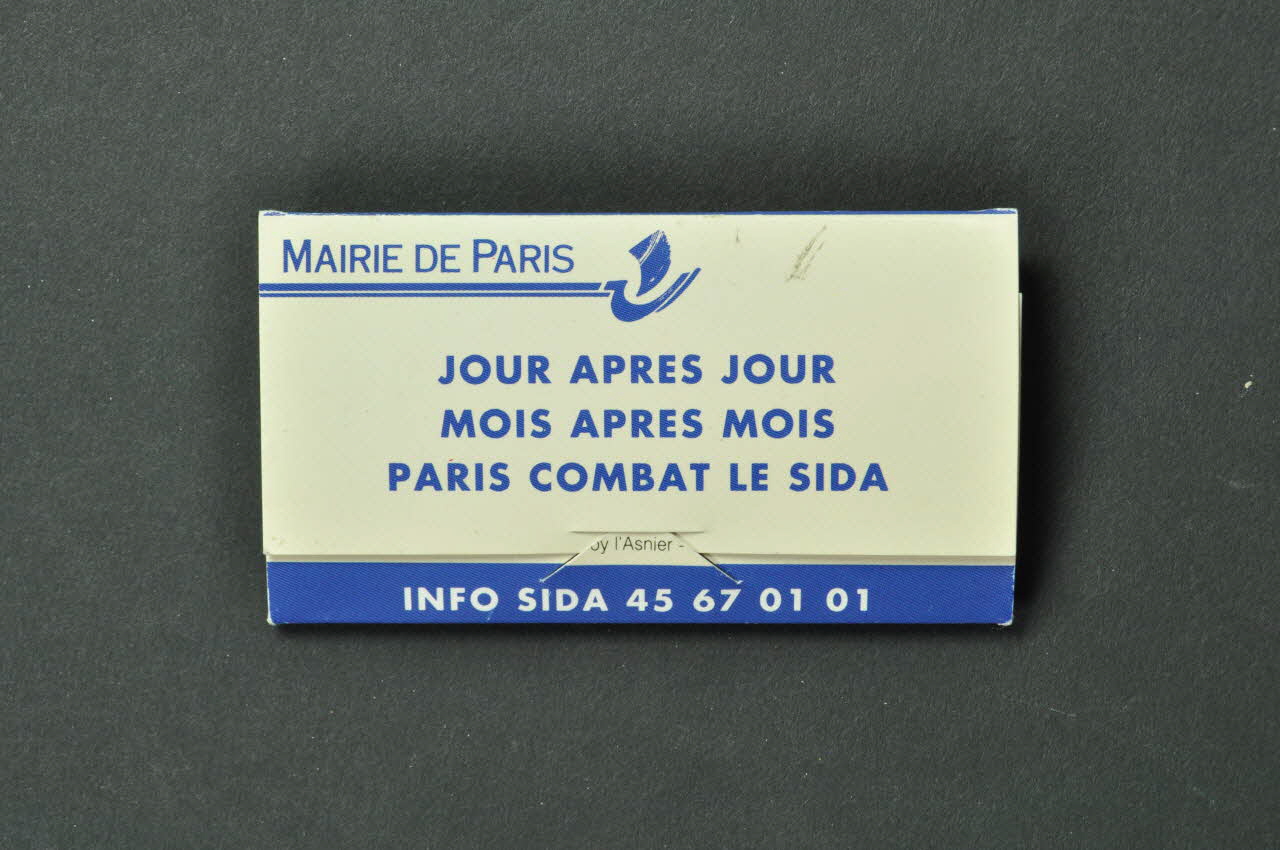 MAIRIE DE PARIS
JOUR APRES JOUR
MOIS APRES MOIS
PARIS COMBAT LE SIDA
l'Asnier -
INFO SIDA 45 67 01 01